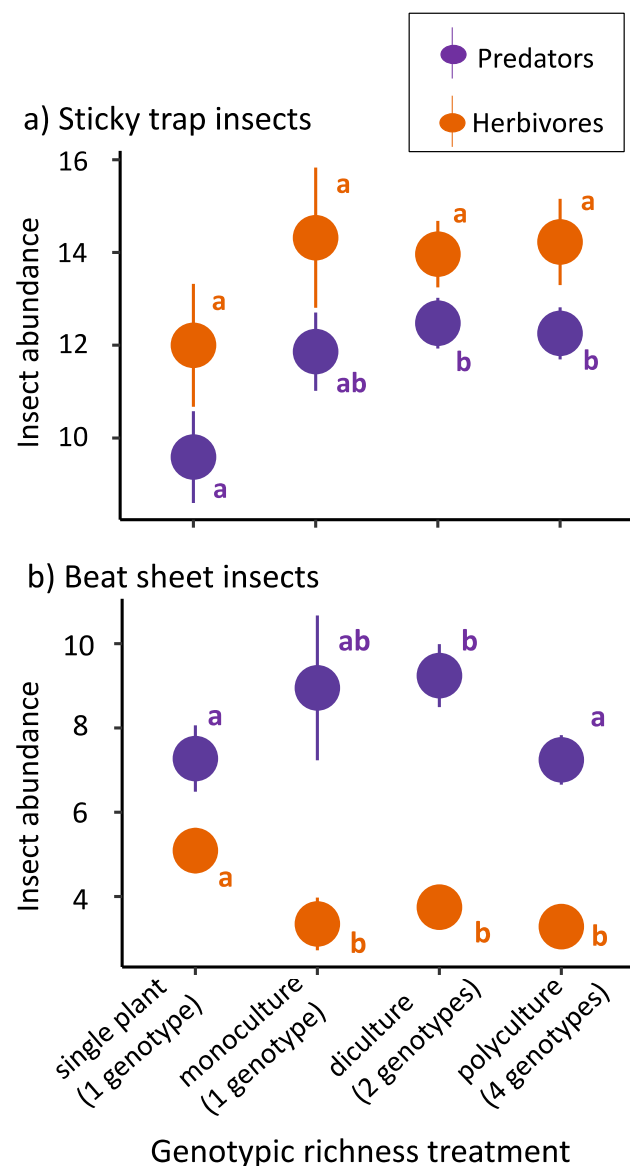 Predators
Herbivores
a) Sticky trap insects
Insect abundance
16
14
12
10
a
a
a
a
a
ab
b
b
b) Beat sheet insects
Insect abundance
10
8
6
4
a
ab
b
a
a
b
b
b
single plant
(1 genotype)
monoculture
(1 genotype)
diculture
(2 genotypes)
polyculture
(4 genotypes)
Genotypic richness treatment